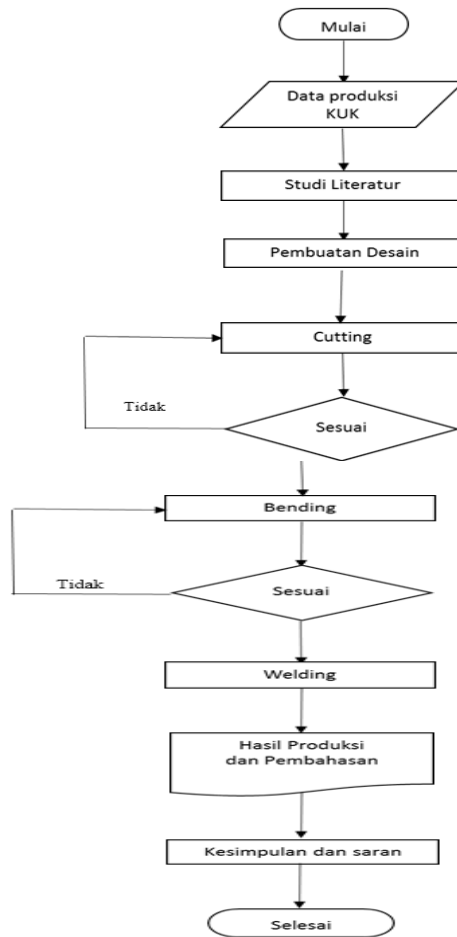 Mulai
Data produksi
KUK
Studi Literatur
Pembuatan Desain
Cutting
Tidak
Sesuai
Bending
Tidak
Sesuai
Welding
Hasil Produksi
dan Pembahasan
Kesimpulan dan saran
Selesai